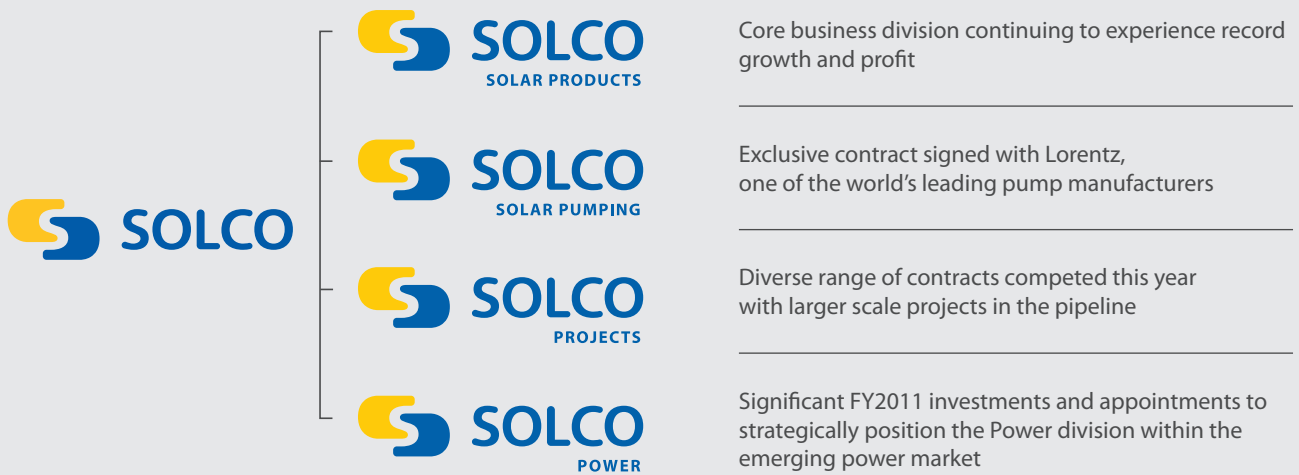 SOLCO
SOLCO
SOLAR PRODUCTS
Core business division continuing to experience record
growth and profit
SOLCO
SOLAR PUMPING
Exclusive contract signed with Lorentz,
one of the world's leading pump manufacturers
SOLCO
PROJECTS
Diverse range of contracts competed this year
with larger scale projects in the pipeline
SOLCO
POWER
Significant FY2011 investments and appointments to
strategically position the Power division within the
emerging power market